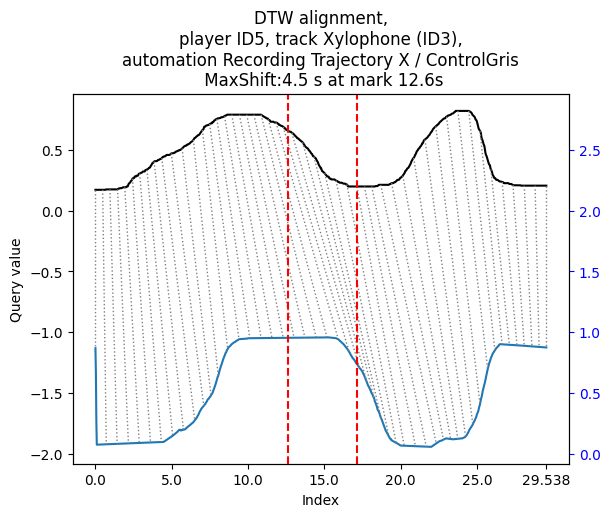 DTW alignment,
player ID5, track Xylophone (ID3),
automation Recording Trajectory X / ControlGris
MaxShift:4.5 s at mark 12.6s
Query value
0.5
0.0
−0.5
−1.0
−1.5
−2.0
2.5
2.0
1.5
1.0
0.5
0.0
0.0 5.0 10.0 15.0 20.0 25.0 29.538
Index